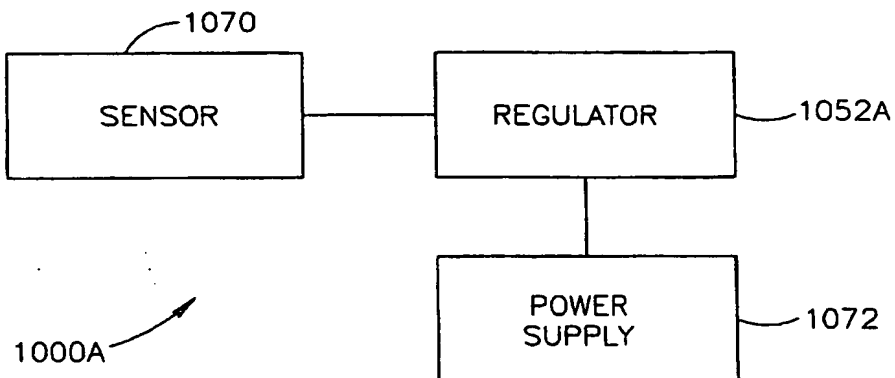 1070
SENSOR
REGULATOR
1052A
POWER
SUPPLY
1072
1000A